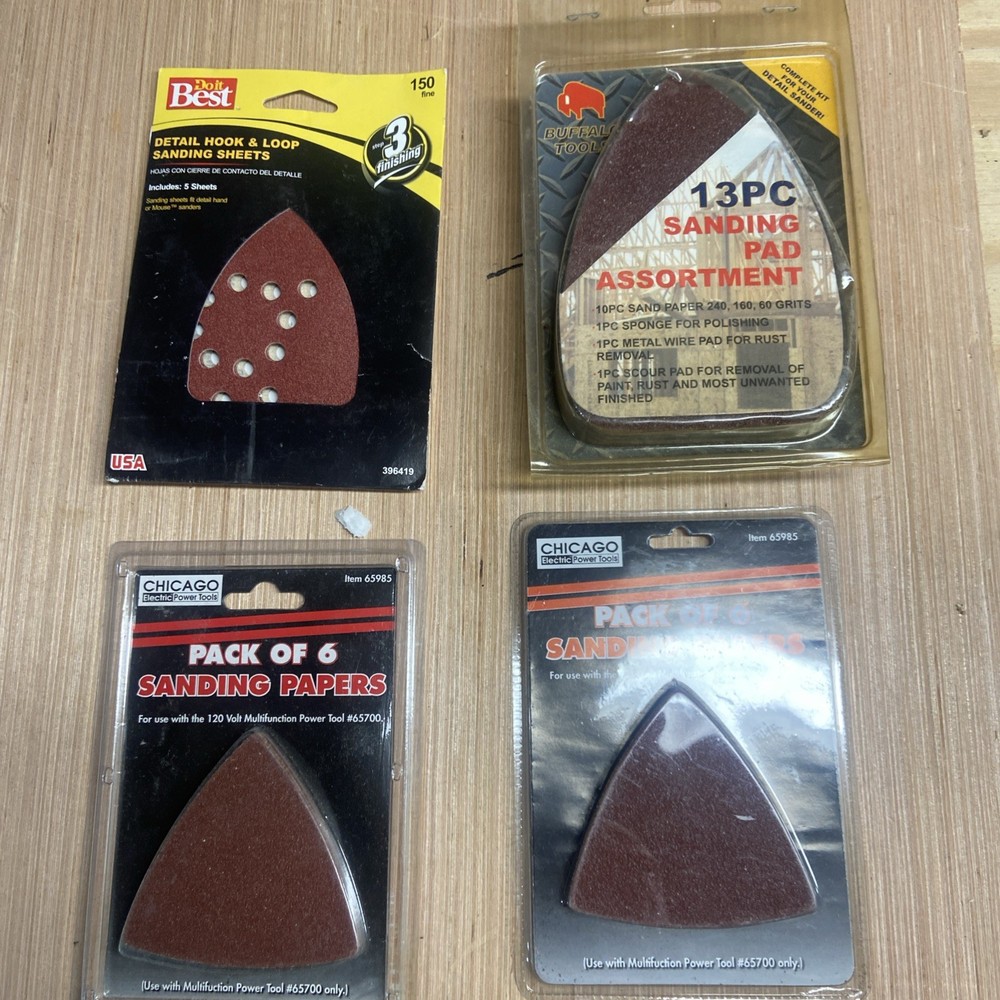 Do it
Best
150
fine
DETAIL HOOK & LOOP
SANDING SHEETS
HOJAS CON CIERRE DE CONTACTO DEL DETALLE
Includes: 5 Sheets
Sanding sheets fit detail hand
or Mouse™ sanders
step 3
finishing
USA
396419
COMPLETE KIT
FOR YOUR
DETAIL SANDER!
BUFFALO
TOOL
13PC
SANDING
PAD
ASSORTMENT
·10PC SAND PAPER 240, 160, 60 GRITS
·1PC SPONGE FOR POLISHING
·1PC METAL WIRE PAD FOR RUST
REMOVAL
·1PC SCOUR PAD FOR REMOVAL OF
PAINT, RUST AND MOST UNWANTED
FINISHED
CHICAGO
Electric Power Tools
Item 65985
PACK OF 6
SANDING PAPERS
For use with the 120 Volt Multifunction Power Tool #65700.
(Use with Multifuction Power Tool #65700 only.)
CHICAGO
Electric Power Tools
Item 65985
PACK OF 6
SANDING PAPERS
For use with the
(Use with Multifuction Power Tool #65700 only.)